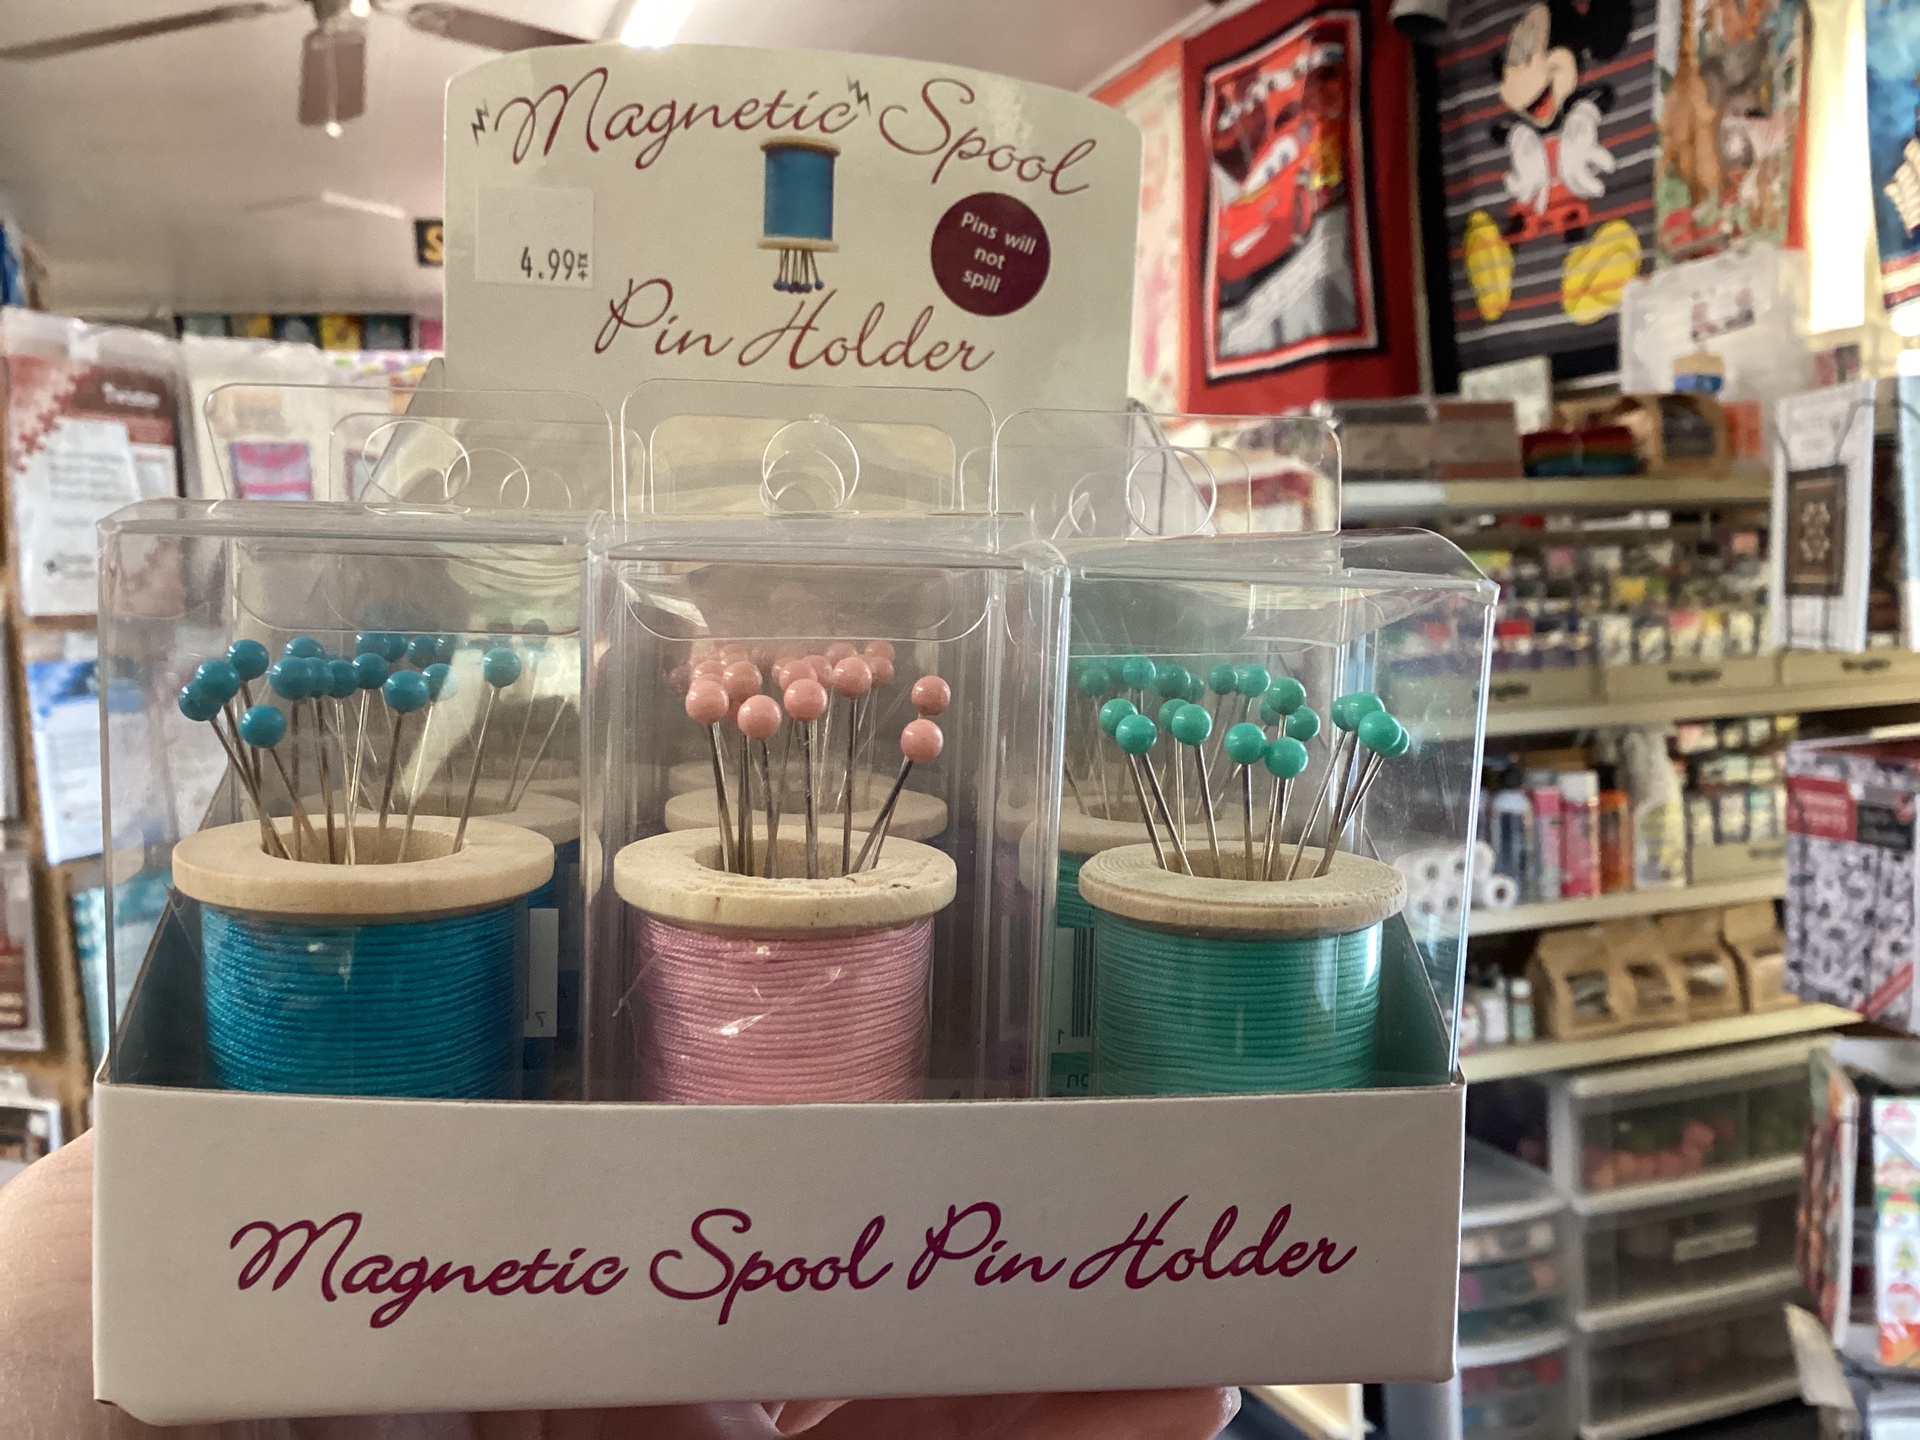 Magnetic Spool
4.99
Pins will
not
spill
Pin Holder
Magnetic Spool Pin Holder